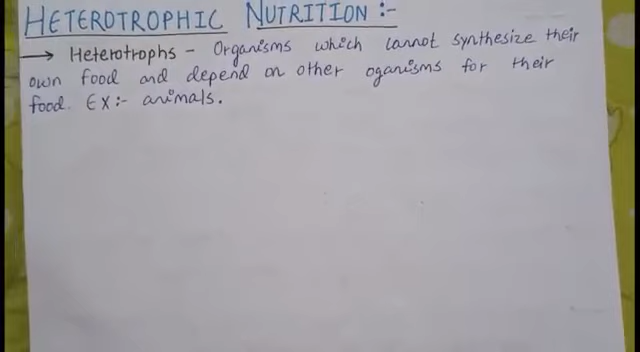 HETEROTROPHIC NUTRITION :-
→ Heterotrophs - Organisms which cannot synthesize their
own food and depend on other oganisms for their
food. Ex:- animals.